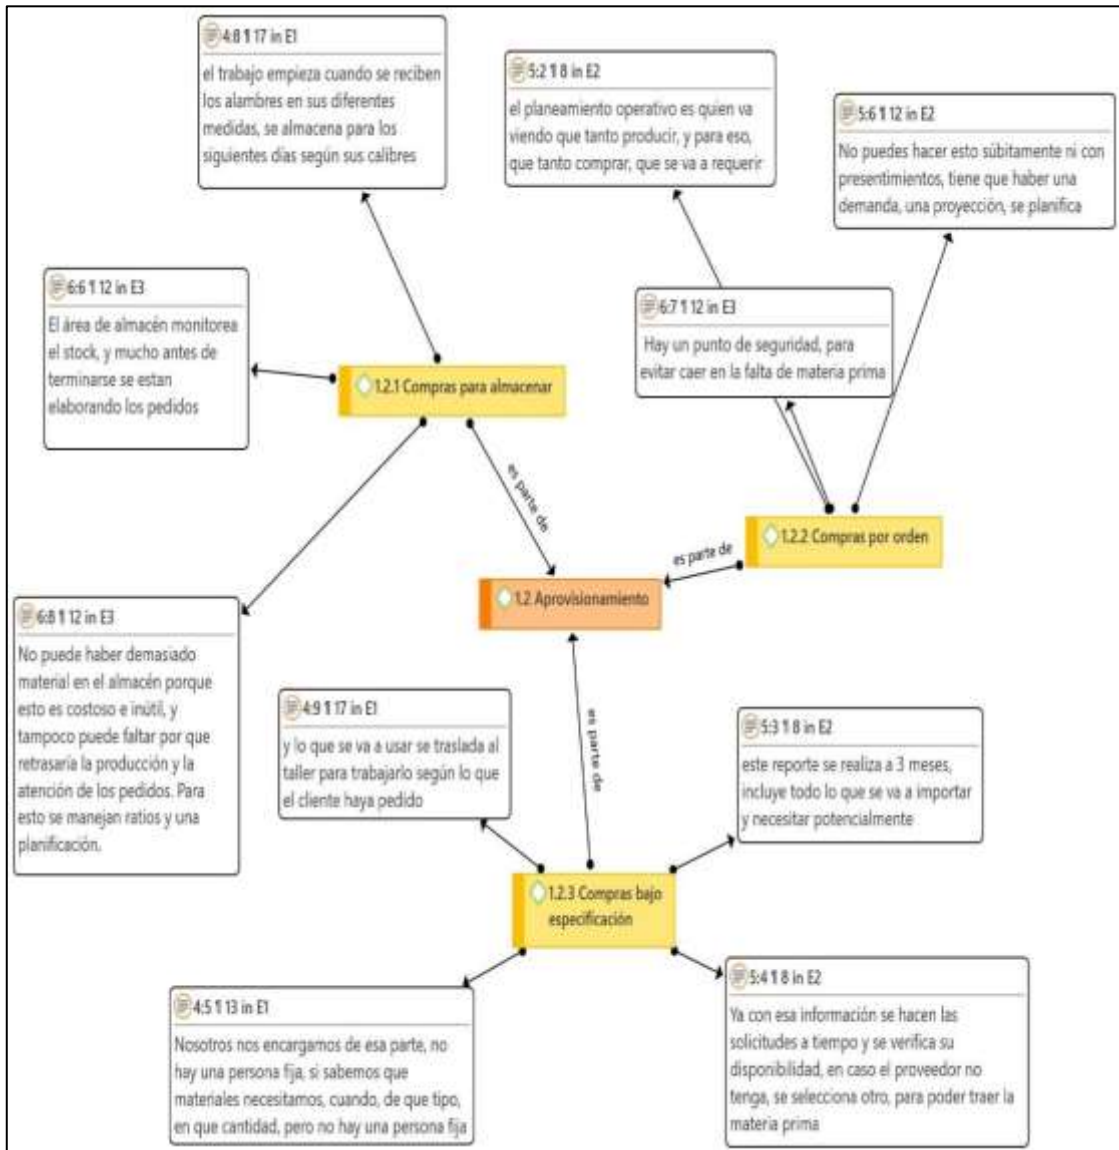 4:8 ¶ 17 in E1
el trabajo empieza cuando se reciben
los alambres en sus diferentes
medidas, se almacena para los
siguientes días según sus calibres
5:2 ¶ 8 in E2
el planeamiento operativo es quien va
viendo que tanto producir, y para eso,
que tanto comprar, que se va a requerir
5:6 ¶ 12 in E2
No puedes hacer esto súbitamente ni con
presentimientos, tiene que haber una
demanda, una proyección, se planifica
6:6 ¶ 12 in E3
El área de almacén monitorea
el stock, y mucho antes de
terminarse se estan
elaborando los pedidos
6:7 ¶ 12 in E3
Hay un punto de seguridad, para
evitar caer en la falta de materia prima
1.2.1 Compras para almacenar
es parte de
1.2.2 Compras por orden
es parte de
1.2 Aprovisionamiento
6:8 ¶ 12 in E3
No puede haber demasiado
material en el almacén porque
esto es costoso e inútil, y
tampoco puede faltar por que
retrasaría la producción y la
atención de los pedidos. Para
esto se manejan ratios y una
planificación.
4:9 ¶ 17 in E1
y lo que se va a usar se traslada al
taller para trabajarlo según lo que
el cliente haya pedido
es parte de
5:3 ¶ 8 in E2
este reporte se realiza a 3 meses,
incluye todo lo que se va a importar
y necesitar potencialmente
1.2.3 Compras bajo
especificación
4:5 ¶ 13 in E1
Nosotros nos encargamos de esa parte, no
hay una persona fija, si sabemos que
materiales necesitamos, cuando, de que tipo,
en que cantidad, pero no hay una persona fija
5:4 ¶ 8 in E2
Ya con esa información se hacen las
solicitudes a tiempo y se verifica su
disponibilidad, en caso el proveedor no
tenga, se selecciona otro, para poder traer la
materia prima